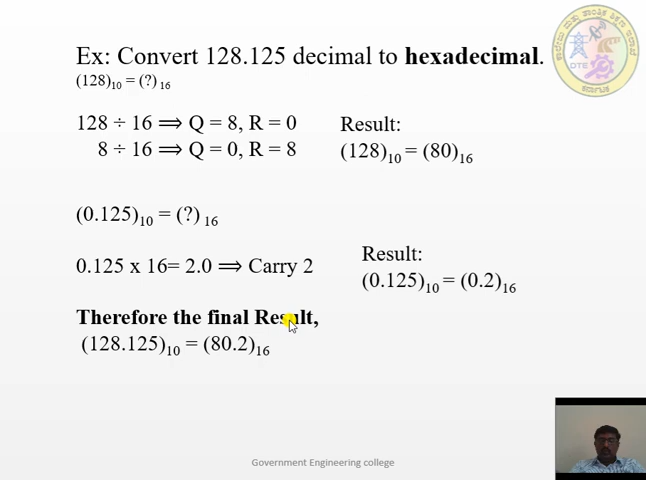 Ex: Convert 128.125 decimal to hexadecimal.
(128)₁₀ = (?) ₁₆
128 ÷ 16 ⟹ Q = 8, R = 0
8 ÷ 16 ⟹ Q = 0, R = 8
Result:
(128)₁₀ = (80)₁₆
(0.125)₁₀ = (?) ₁₆
0.125 x 16= 2.0 ⟹ Carry 2
Result:
(0.125)₁₀ = (0.2)₁₆
Therefore the final Result,
(128.125)₁₀ = (80.2)₁₆
Government Engineering college
DTE